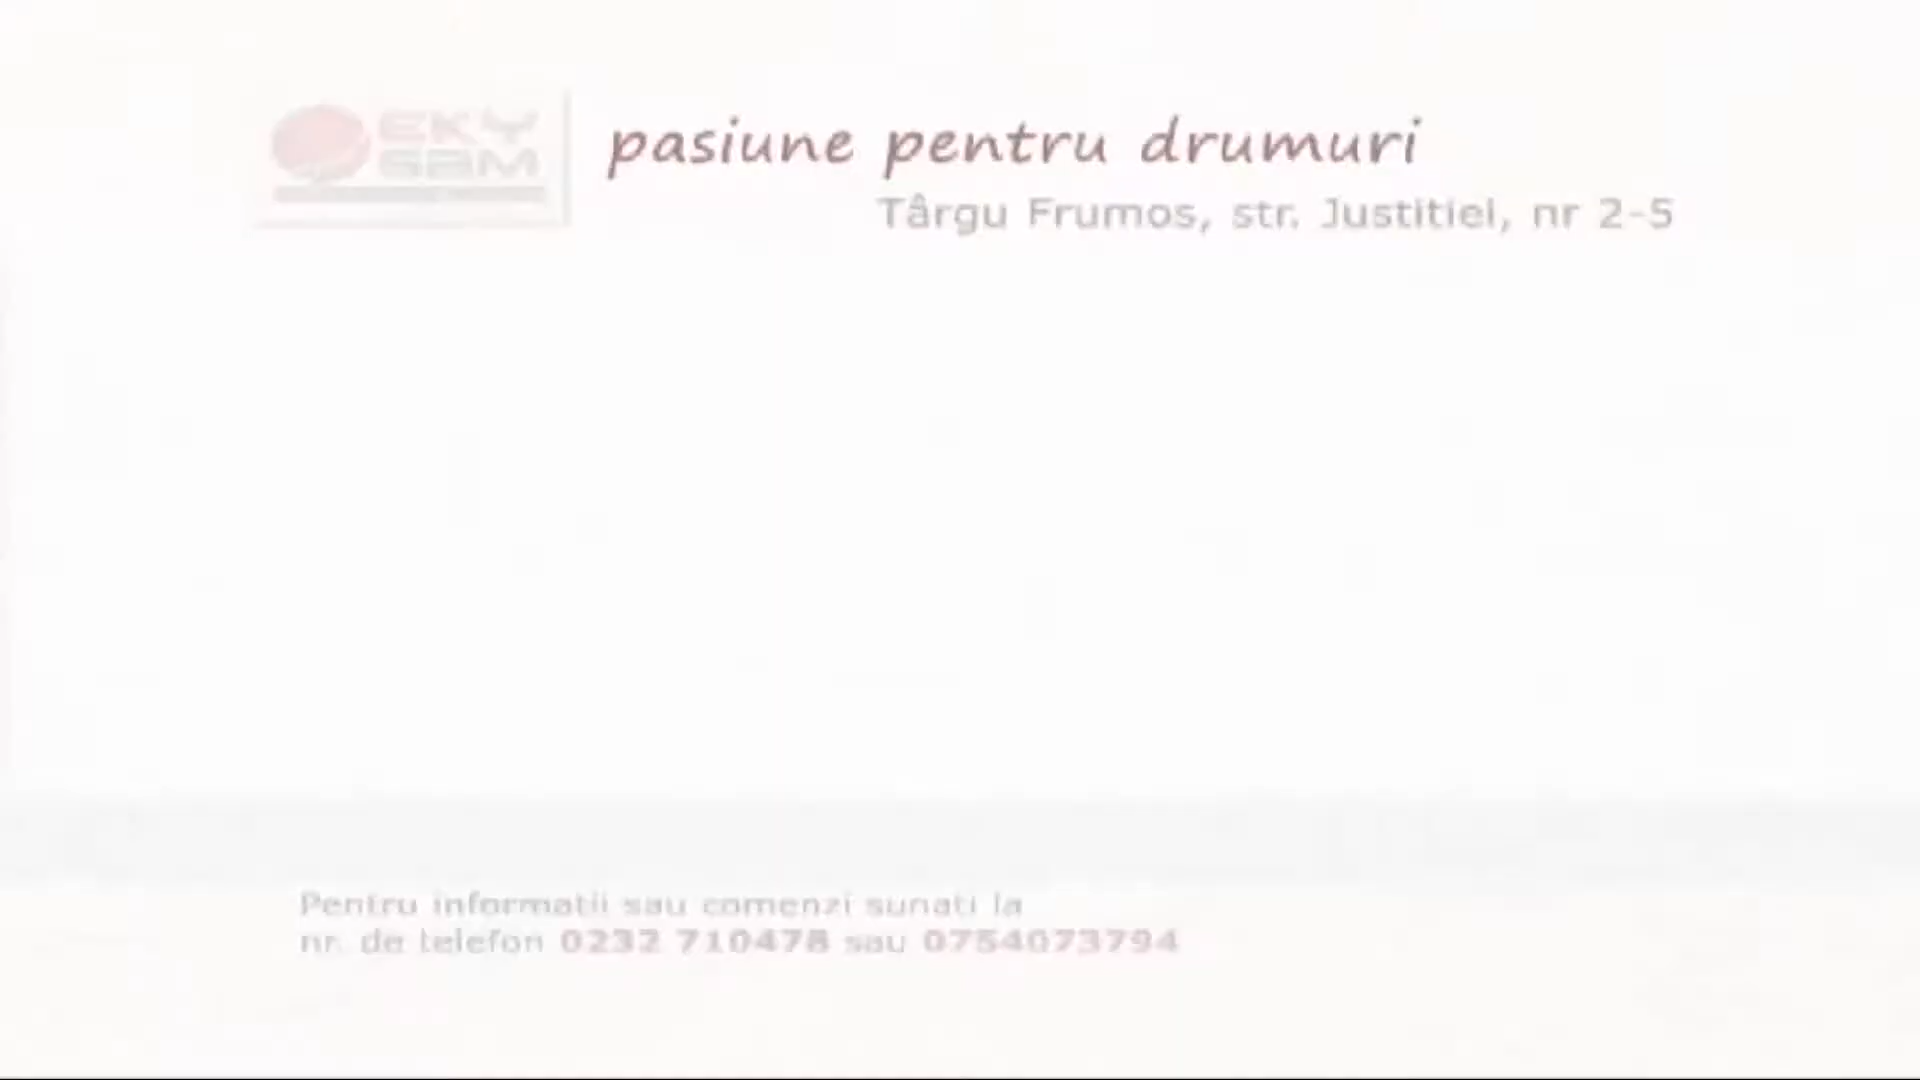 EKY
SAM
pasiune pentru drumuri
Târgu Frumos, str. Justitiei, nr 2-5
Pentru informatii sau comenzi sunati la
nr. de telefon 0232 710478 sau 0754073794